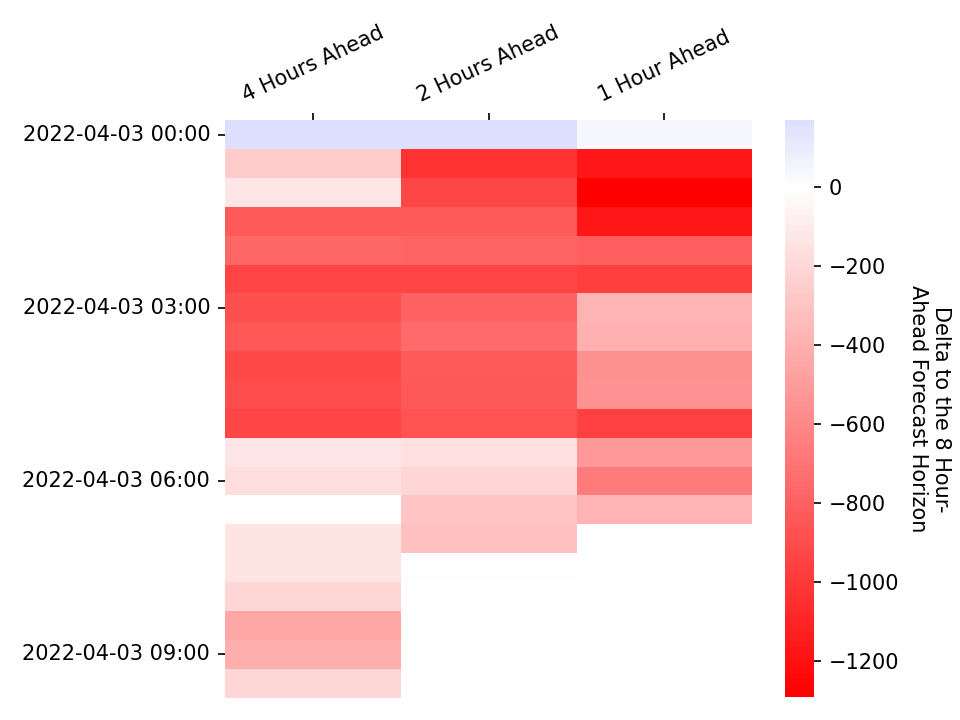 4 Hours Ahead
2 Hours Ahead
1 Hour Ahead
2022-04-03 00:00
2022-04-03 03:00
2022-04-03 06:00
2022-04-03 09:00
0
−200
−400
−600
−800
−1000
−1200
Delta to the 8 Hour-
Ahead Forecast Horizon